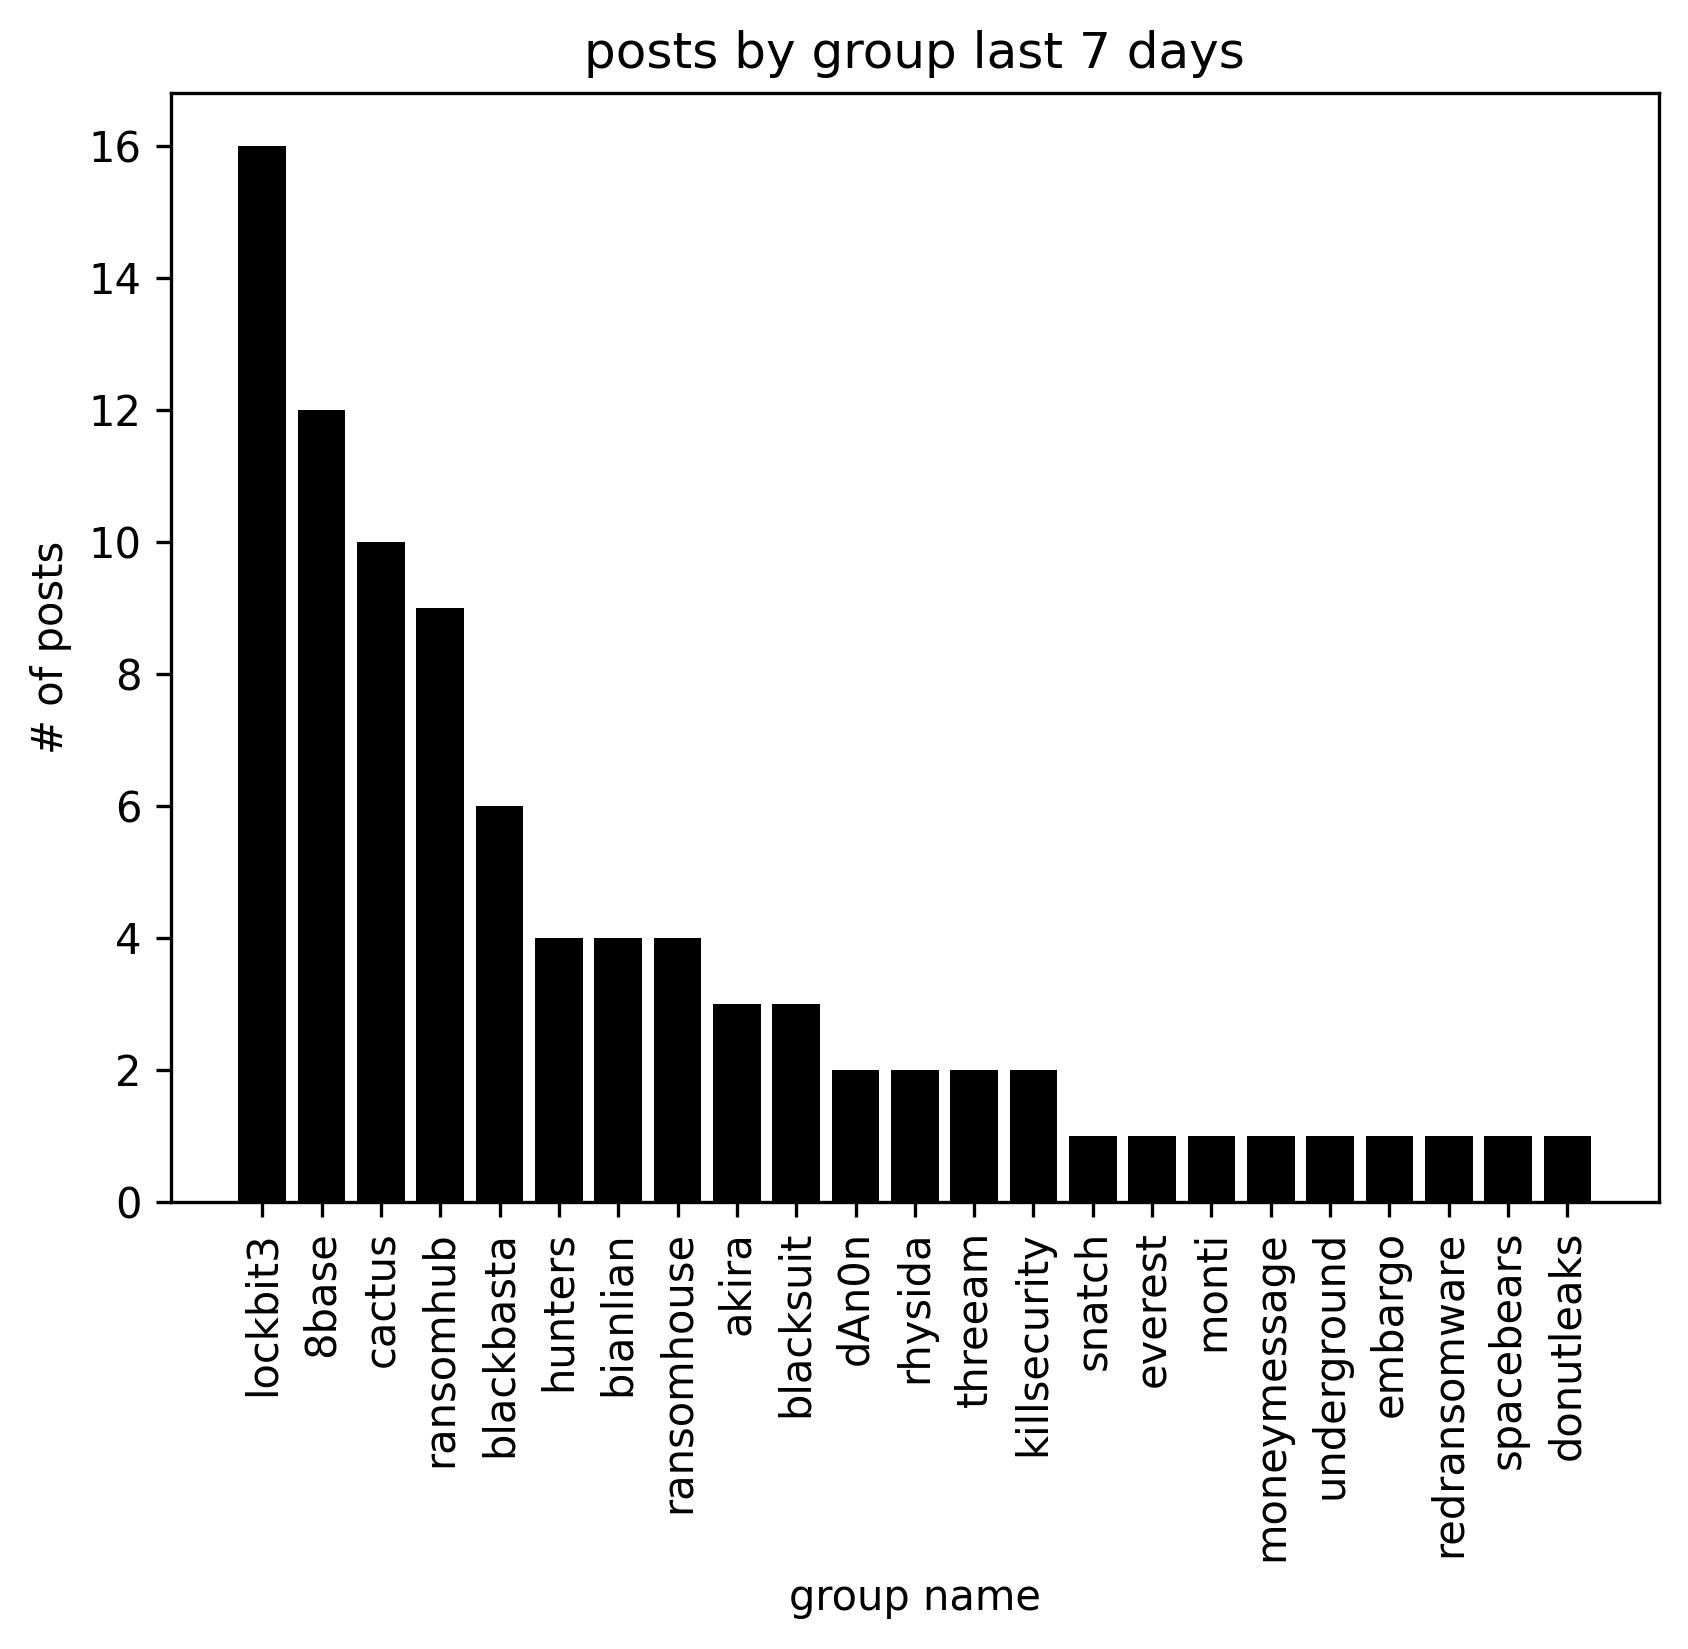 posts by group last 7 days
# of posts
16
14
12
10
8
6
4
2
0
lockbit3
8base
cactus
ransomhub
blackbasta
hunters
bianlian
ransomhouse
akira
blacksuit
dAn0n
rhysida
threeam
killsecurity
snatch
everest
monti
moneymessage
underground
embargo
redransomware
spacebears
donutleaks
group name